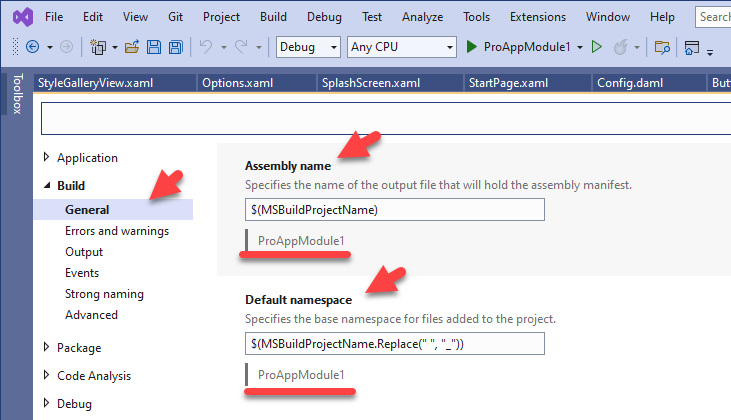 File Edit View Git Project Build Debug Test Analyze Tools Extensions Window Help Search
Debug Any CPU ProAppModule1
Toolbox
StyleGalleryView.xaml Options.xaml SplashScreen.xaml StartPage.xaml Config.daml But
Application
Build
General
Errors and warnings
Output
Events
Strong naming
Advanced
Package
Code Analysis
Debug
Assembly name
Specifies the name of the output file that will hold the assembly manifest.
$(MSBuildProjectName)
ProAppModule1
Default namespace
Specifies the base namespace for files added to the project.
$(MSBuildProjectName.Replace(" ", "_"))
ProAppModule1